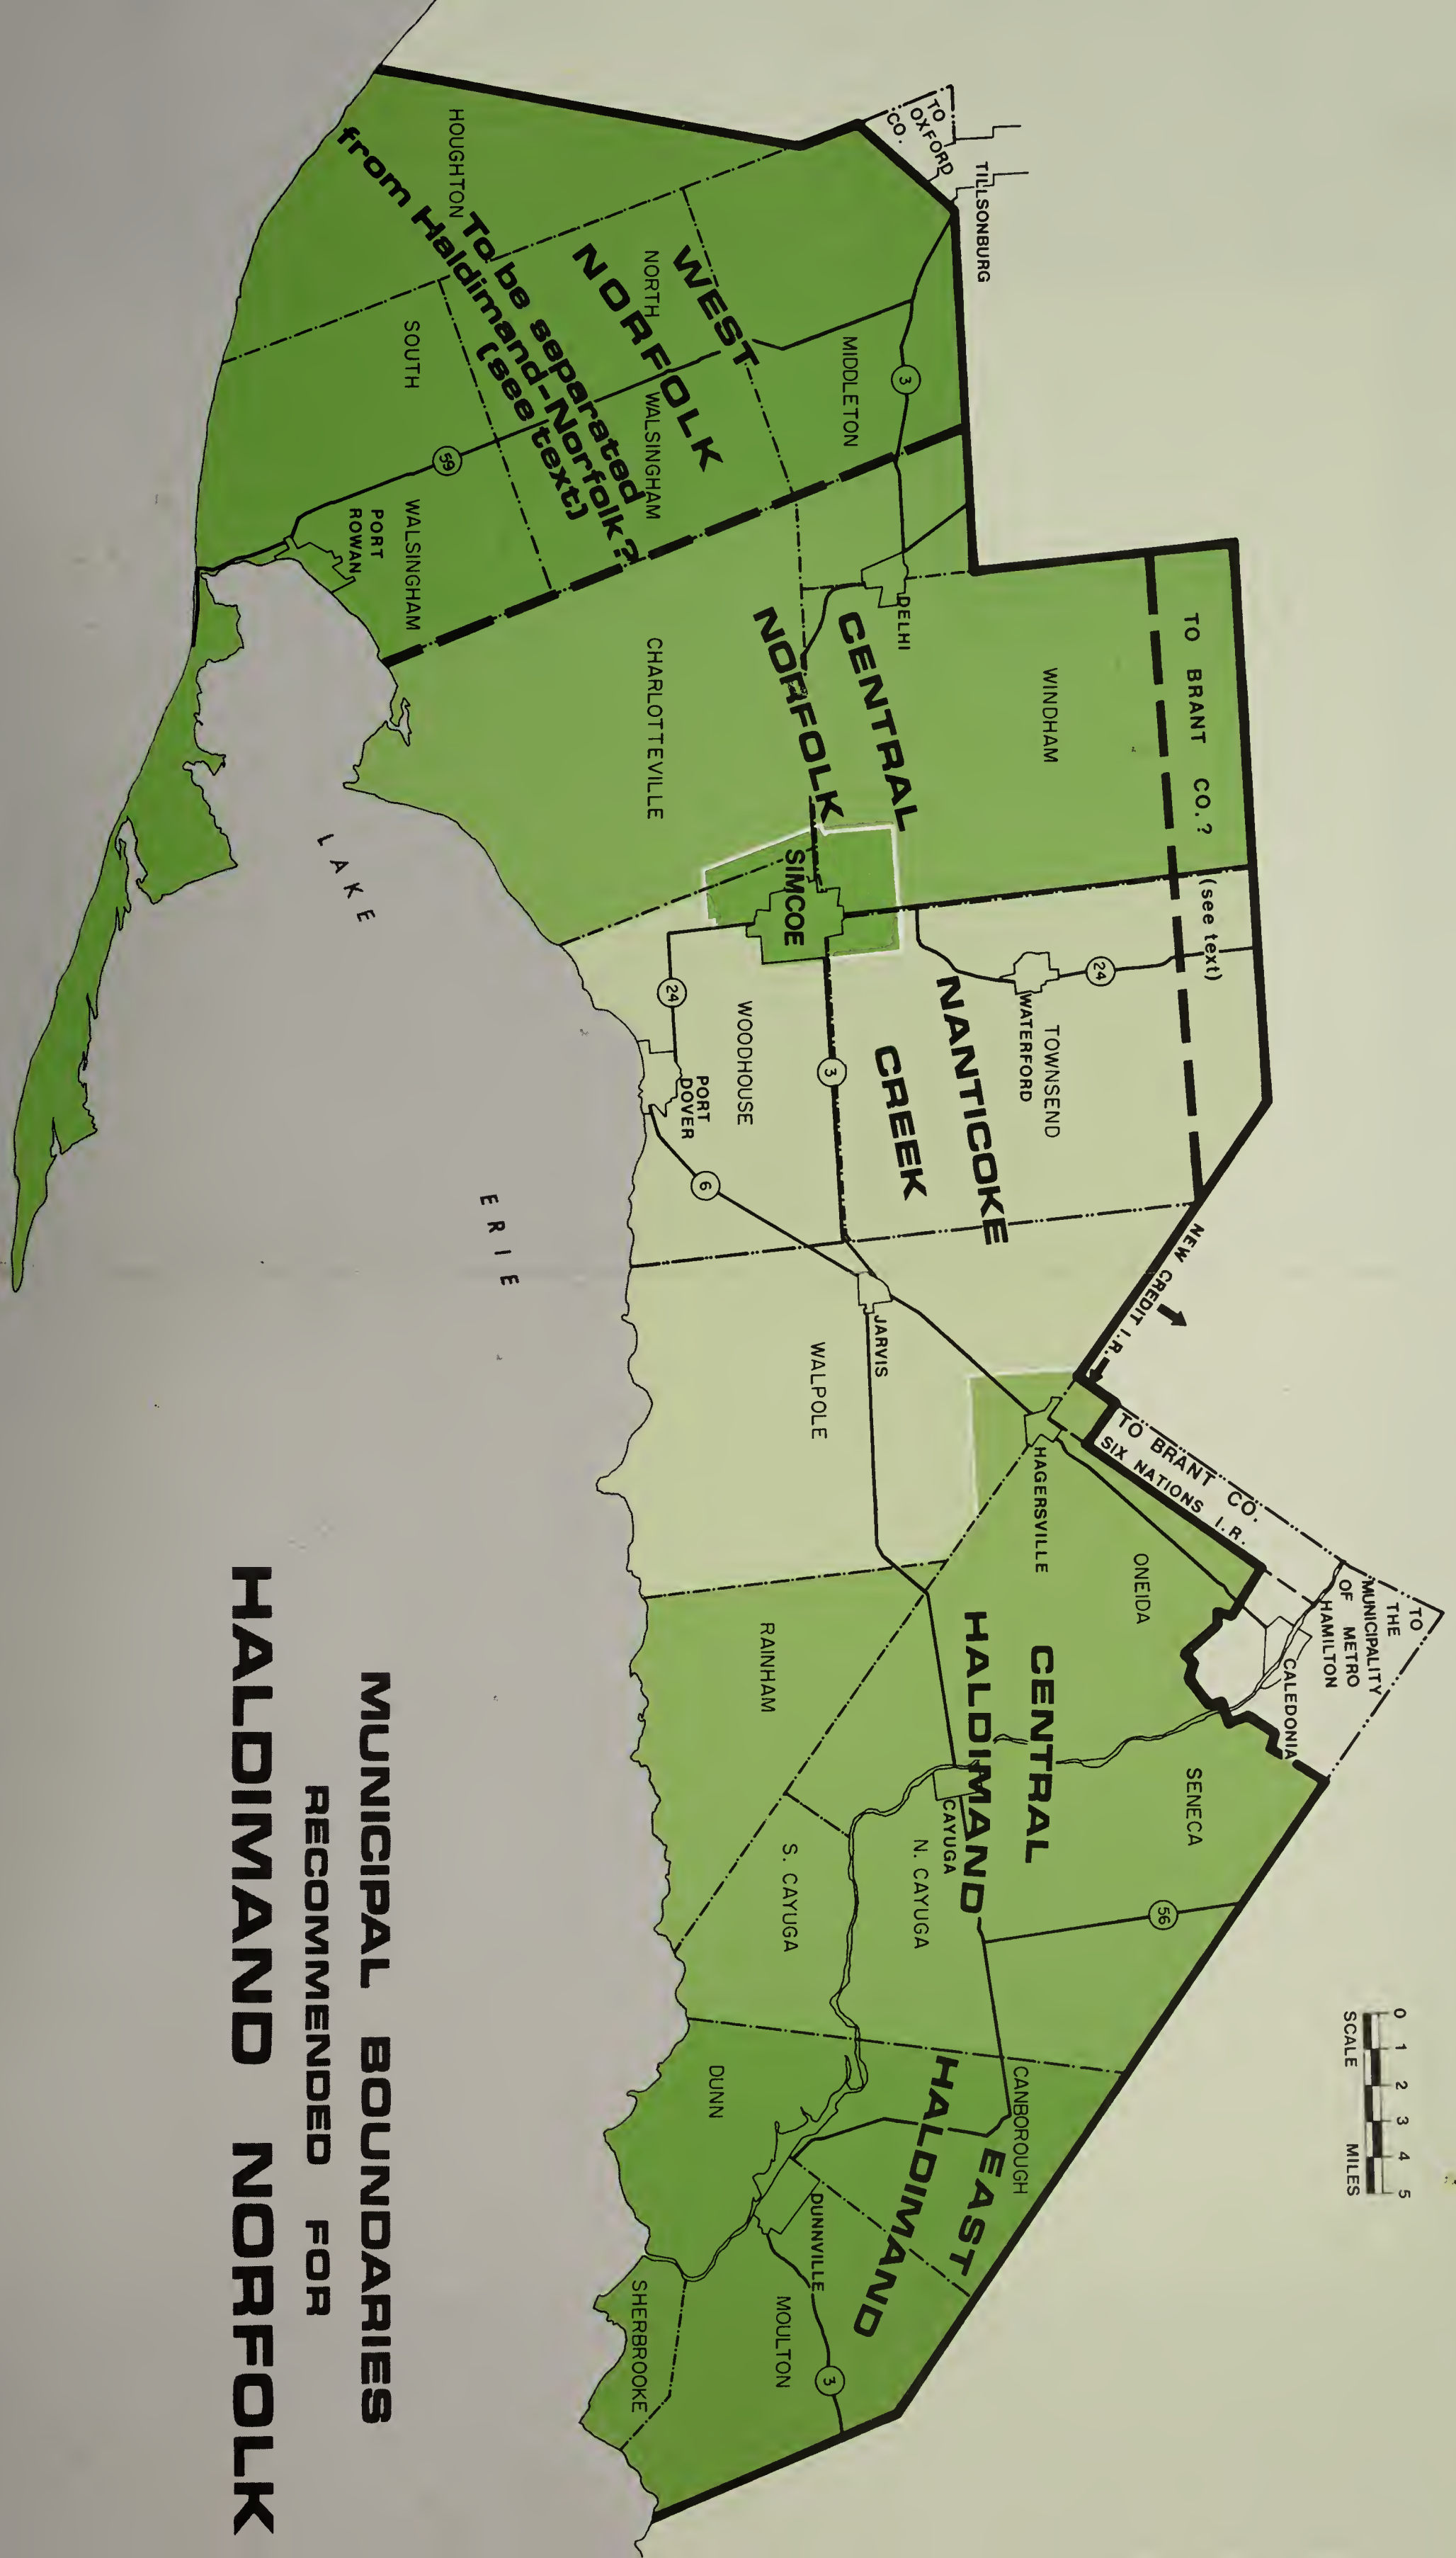 TO
OXFORD
CO.
TILLSONBURG
HOUGHTON
To be separated
from Haldimand-Norfolk?
(see text)
WEST
NORFOLK
NORTH
WALSINGHAM
MIDDLETON
3
SOUTH
WALSINGHAM
59
PORT
ROWAN
DELHI
CENTRAL
NORFOLK
CHARLOTTEVILLE
WINDHAM
TO BRANT CO.?
(see text)
SIMCOE
24
WATERFORD
TOWNSEND
NANTICOKE
CREEK
24
WOODHOUSE
3
PORT
DOVER
6
LAKE
ERIE
NEW CREDIT I.R.
JARVIS
WALPOLE
HAGERSVILLE
TO BRANT CO.
SIX NATIONS I.R.
TO
THE
MUNICIPALITY
OF METRO
HAMILTON
CALEDONIA
ONEIDA
CENTRAL
HALDIMAND
SENECA
RAINHAM
CAYUGA
N. CAYUGA
S. CAYUGA
56
CANBOROUGH
EAST
HALDIMAND
DUNN
DUNNVILLE
MOULTON
3
SHERBROOKE
0 1 2 3 4 5
SCALE MILES
MUNICIPAL BOUNDARIES
RECOMMENDED FOR
HALDIMAND NORFOLK